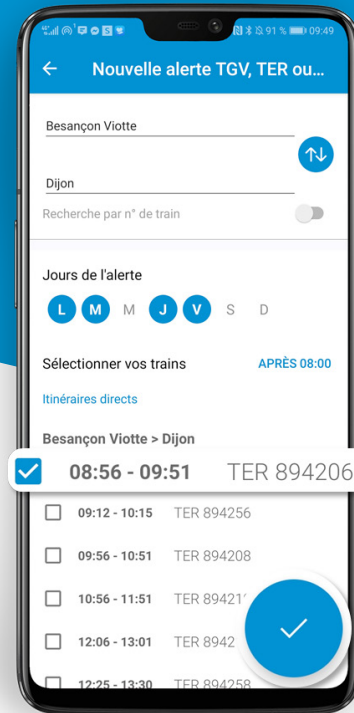 91 % 09:49
Nouvelle alerte TGV, TER ou...
Besançon Viotte
Dijon
Recherche par n° de train
Jours de l'alerte
L M M J V S D
Sélectionner vos trains APRÈS 08:00
Itinéraires directs
Besançon Viotte > Dijon
08:56 - 09:51 TER 894206
09:12 - 10:15 TER 894256
09:56 - 10:51 TER 894208
10:56 - 11:51 TER
12:06 - 13:01 TER
12:25 - 13:30 TER 894258